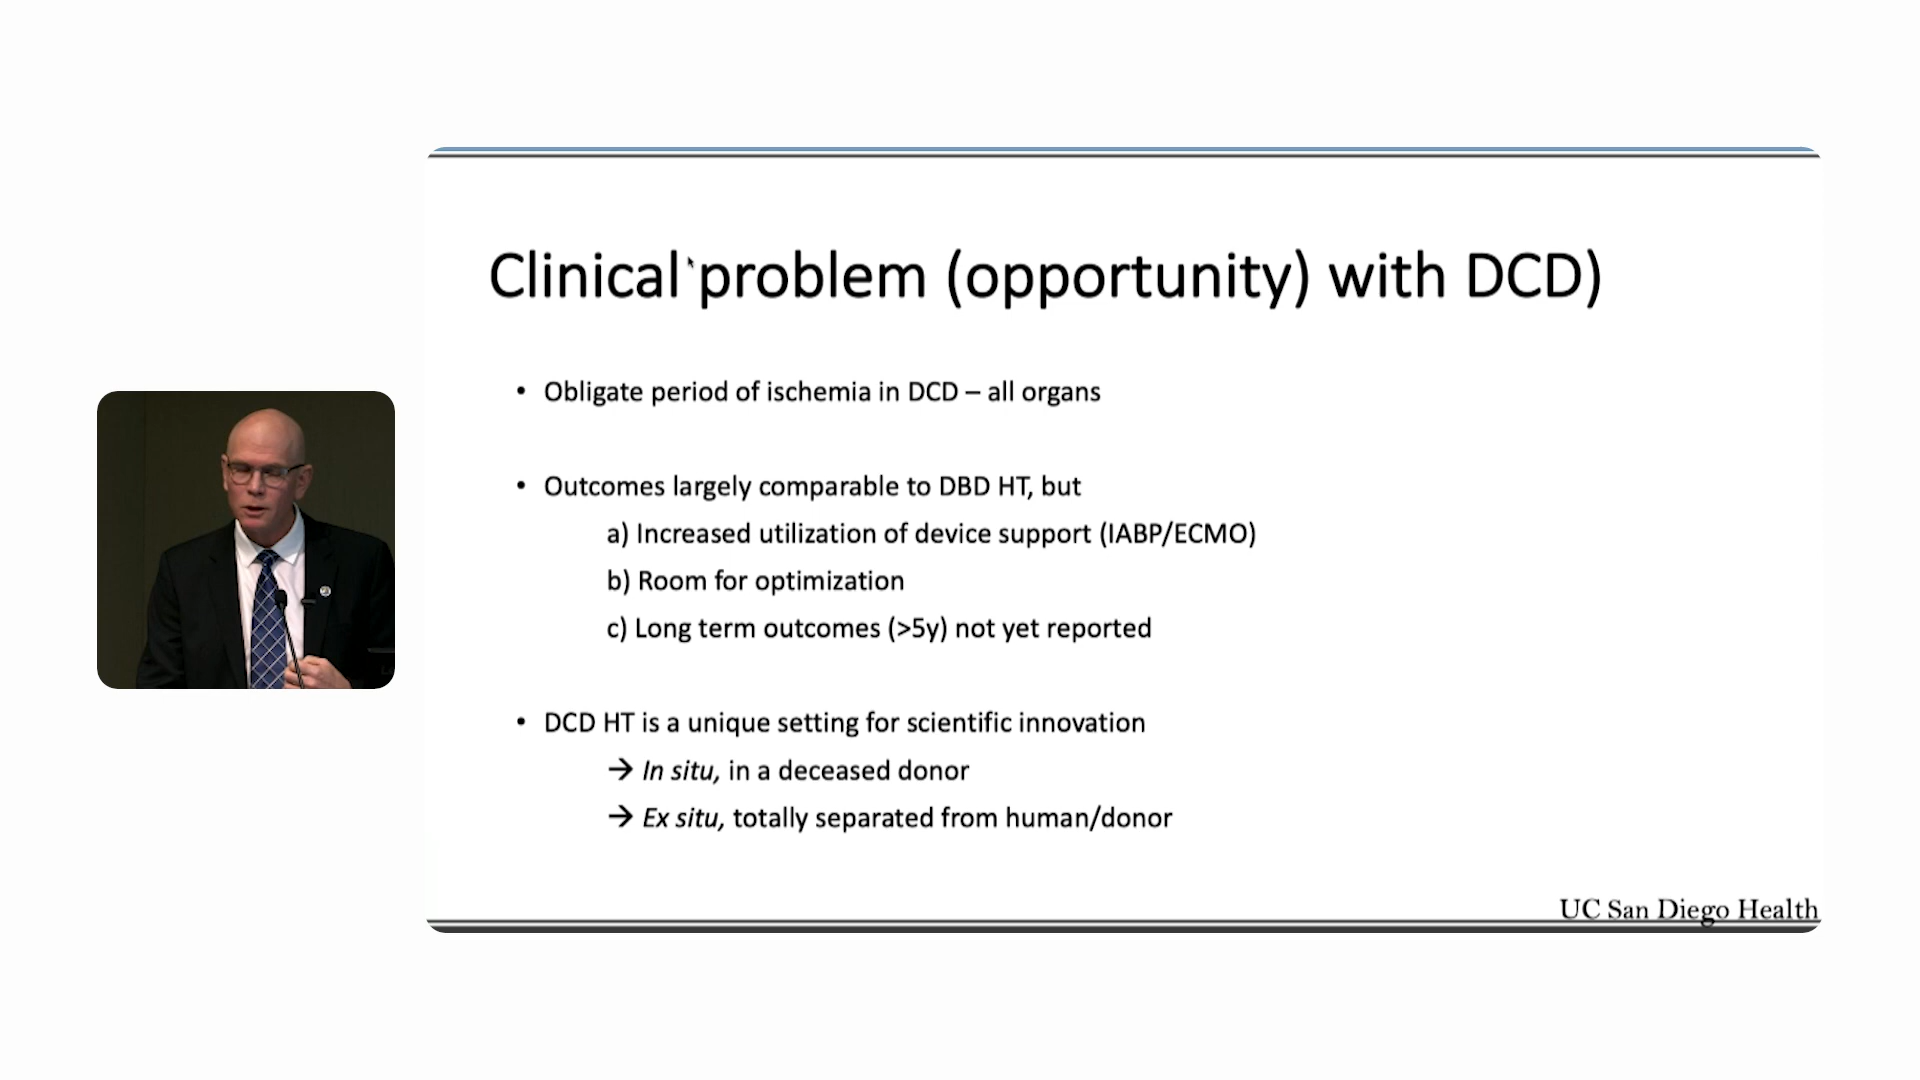 Clinical problem (opportunity) with DCD)
• Obligate period of ischemia in DCD – all organs
• Outcomes largely comparable to DBD HT, but
a) Increased utilization of device support (IABP/ECMO)
b) Room for optimization
c) Long term outcomes (>5y) not yet reported
• DCD HT is a unique setting for scientific innovation
→ In situ, in a deceased donor
→ Ex situ, totally separated from human/donor
UC San Diego Health